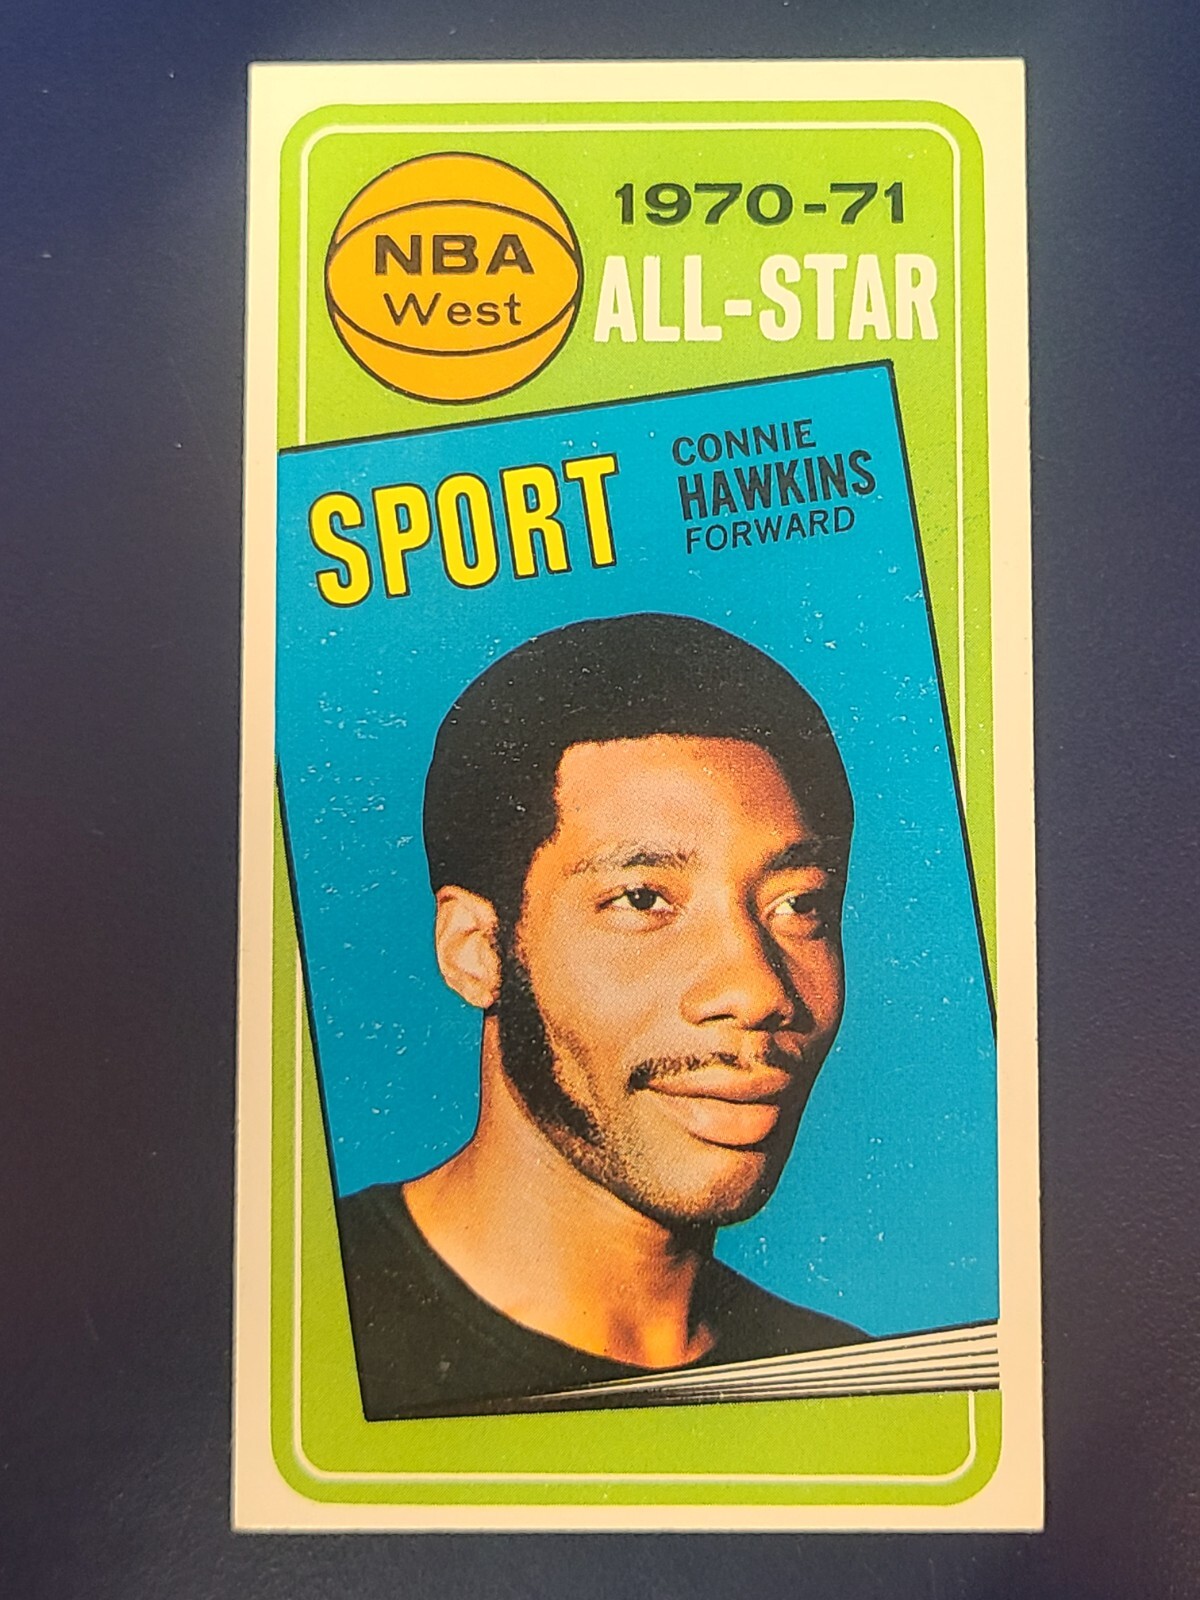 NBA
West
1970-71
ALL-STAR
SPORT
CONNIE
HAWKINS
FORWARD